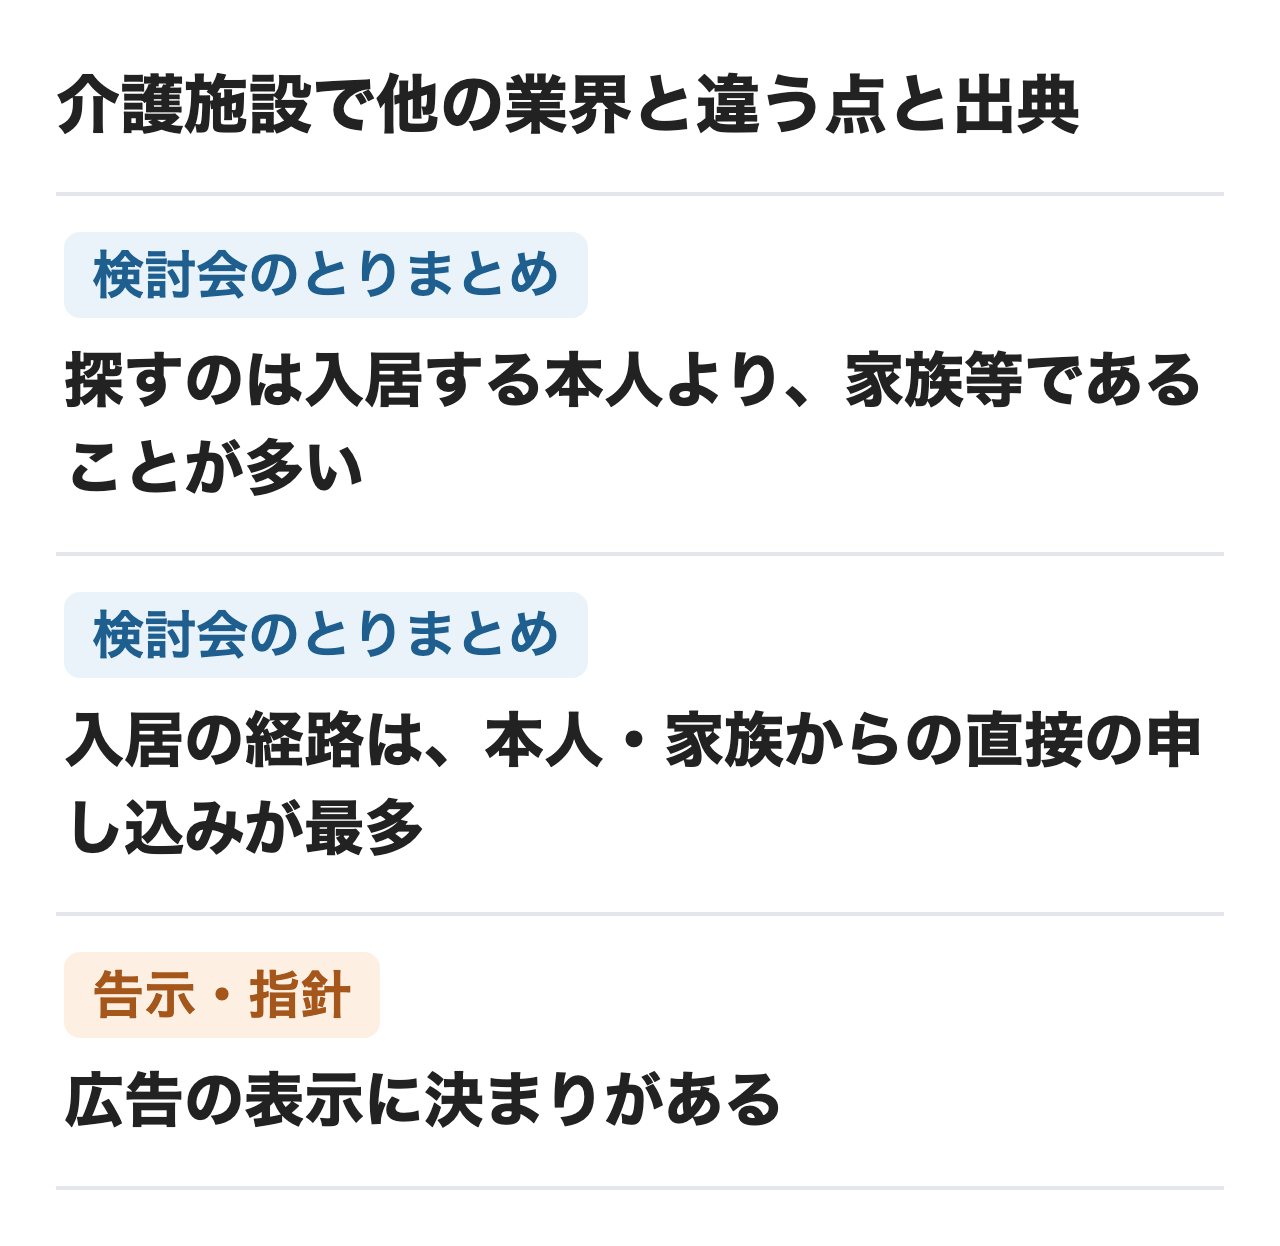 介護施設で他の業界と違う点と出典
検討会のとりまとめ
探すのは入居する本人より、家族等である
ことが多い
検討会のとりまとめ
入居の経路は、本人・家族からの直接の申
し込みが最多
告示・指針
広告の表示に決まりがある